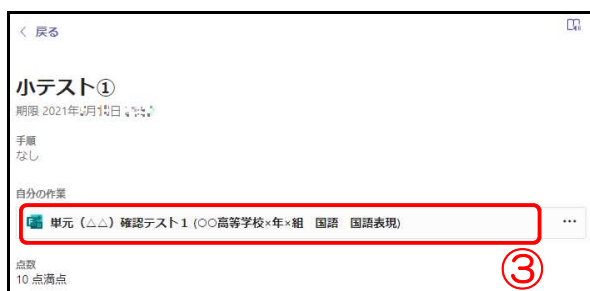 < 戻る
小テスト①
期限 2021年 月 日
手順
なし
自分の作業
単元（△△）確認テスト１ (○○高等学校×年×組　国語　国語表現)
...
点数
10 点満点
③